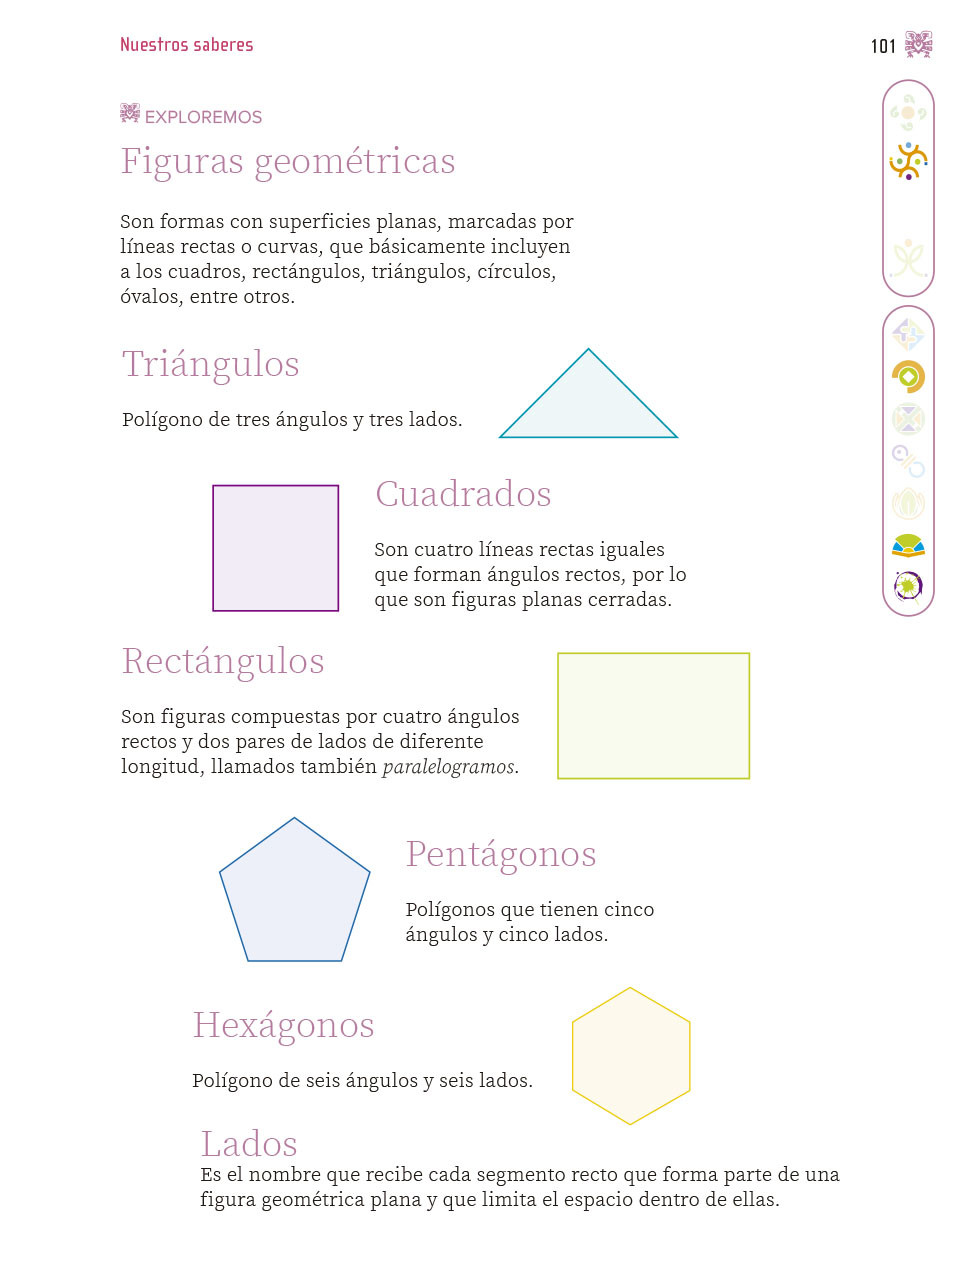 Nuestros saberes
101
EXPLOREMOS
Figuras geométricas
Son formas con superficies planas, marcadas por
líneas rectas o curvas, que básicamente incluyen
a los cuadros, rectángulos, triángulos, círculos,
óvalos, entre otros.
Triángulos
Polígono de tres ángulos y tres lados.
Cuadrados
Son cuatro líneas rectas iguales
que forman ángulos rectos, por lo
que son figuras planas cerradas.
Rectángulos
Son figuras compuestas por cuatro ángulos
rectos y dos pares de lados de diferente
longitud, llamados también paralelogramos.
Pentágonos
Polígonos que tienen cinco
ángulos y cinco lados.
Hexágonos
Polígono de seis ángulos y seis lados.
Lados
Es el nombre que recibe cada segmento recto que forma parte de una
figura geométrica plana y que limita el espacio dentro de ellas.